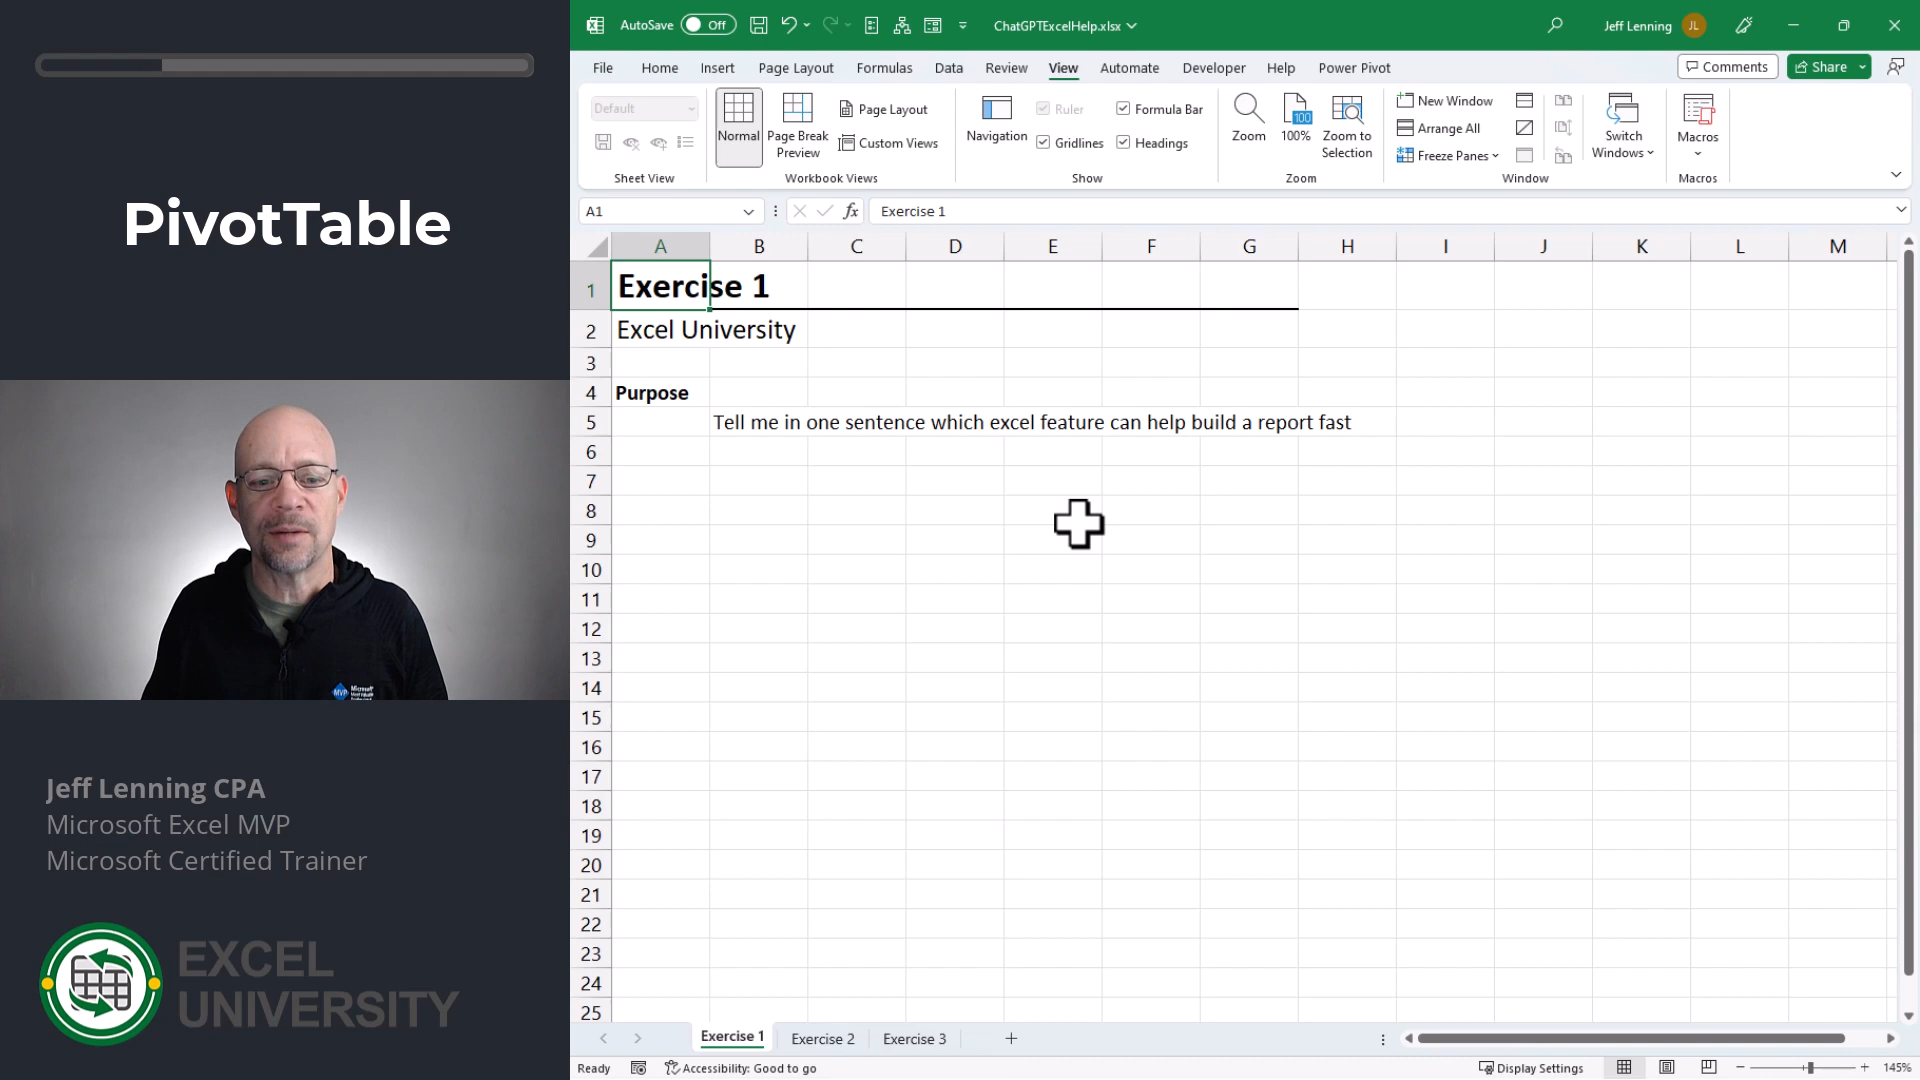 PivotTable
Jeff Lenning CPA
Microsoft Excel MVP
Microsoft Certified Trainer
EXCEL
UNIVERSITY
MVP
AutoSave Off
ChatGPTExcelHelp.xlsx
Jeff Lenning JL
File Home Insert Page Layout Formulas Data Review View Automate Developer Help Power Pivot
Comments Share
Default
Sheet View
Normal
Page Break Preview
Page Layout
Custom Views
Workbook Views
Navigation
Ruler
Formula Bar
Gridlines
Headings
Show
Zoom
100
100%
Zoom to Selection
Zoom
New Window
Arrange All
Freeze Panes
Switch Windows
Window
Macros
Macros
A1 fx Exercise 1
A B C D E F G H I J K L M
1 Exercise 1
2 Excel University
3
4 Purpose
5 Tell me in one sentence which excel feature can help build a report fast
6
7
8
9
10
11
12
13
14
15
16
17
18
19
20
21
22
23
24
25
Exercise 1 Exercise 2 Exercise 3
Ready Accessibility: Good to go Display Settings 145%